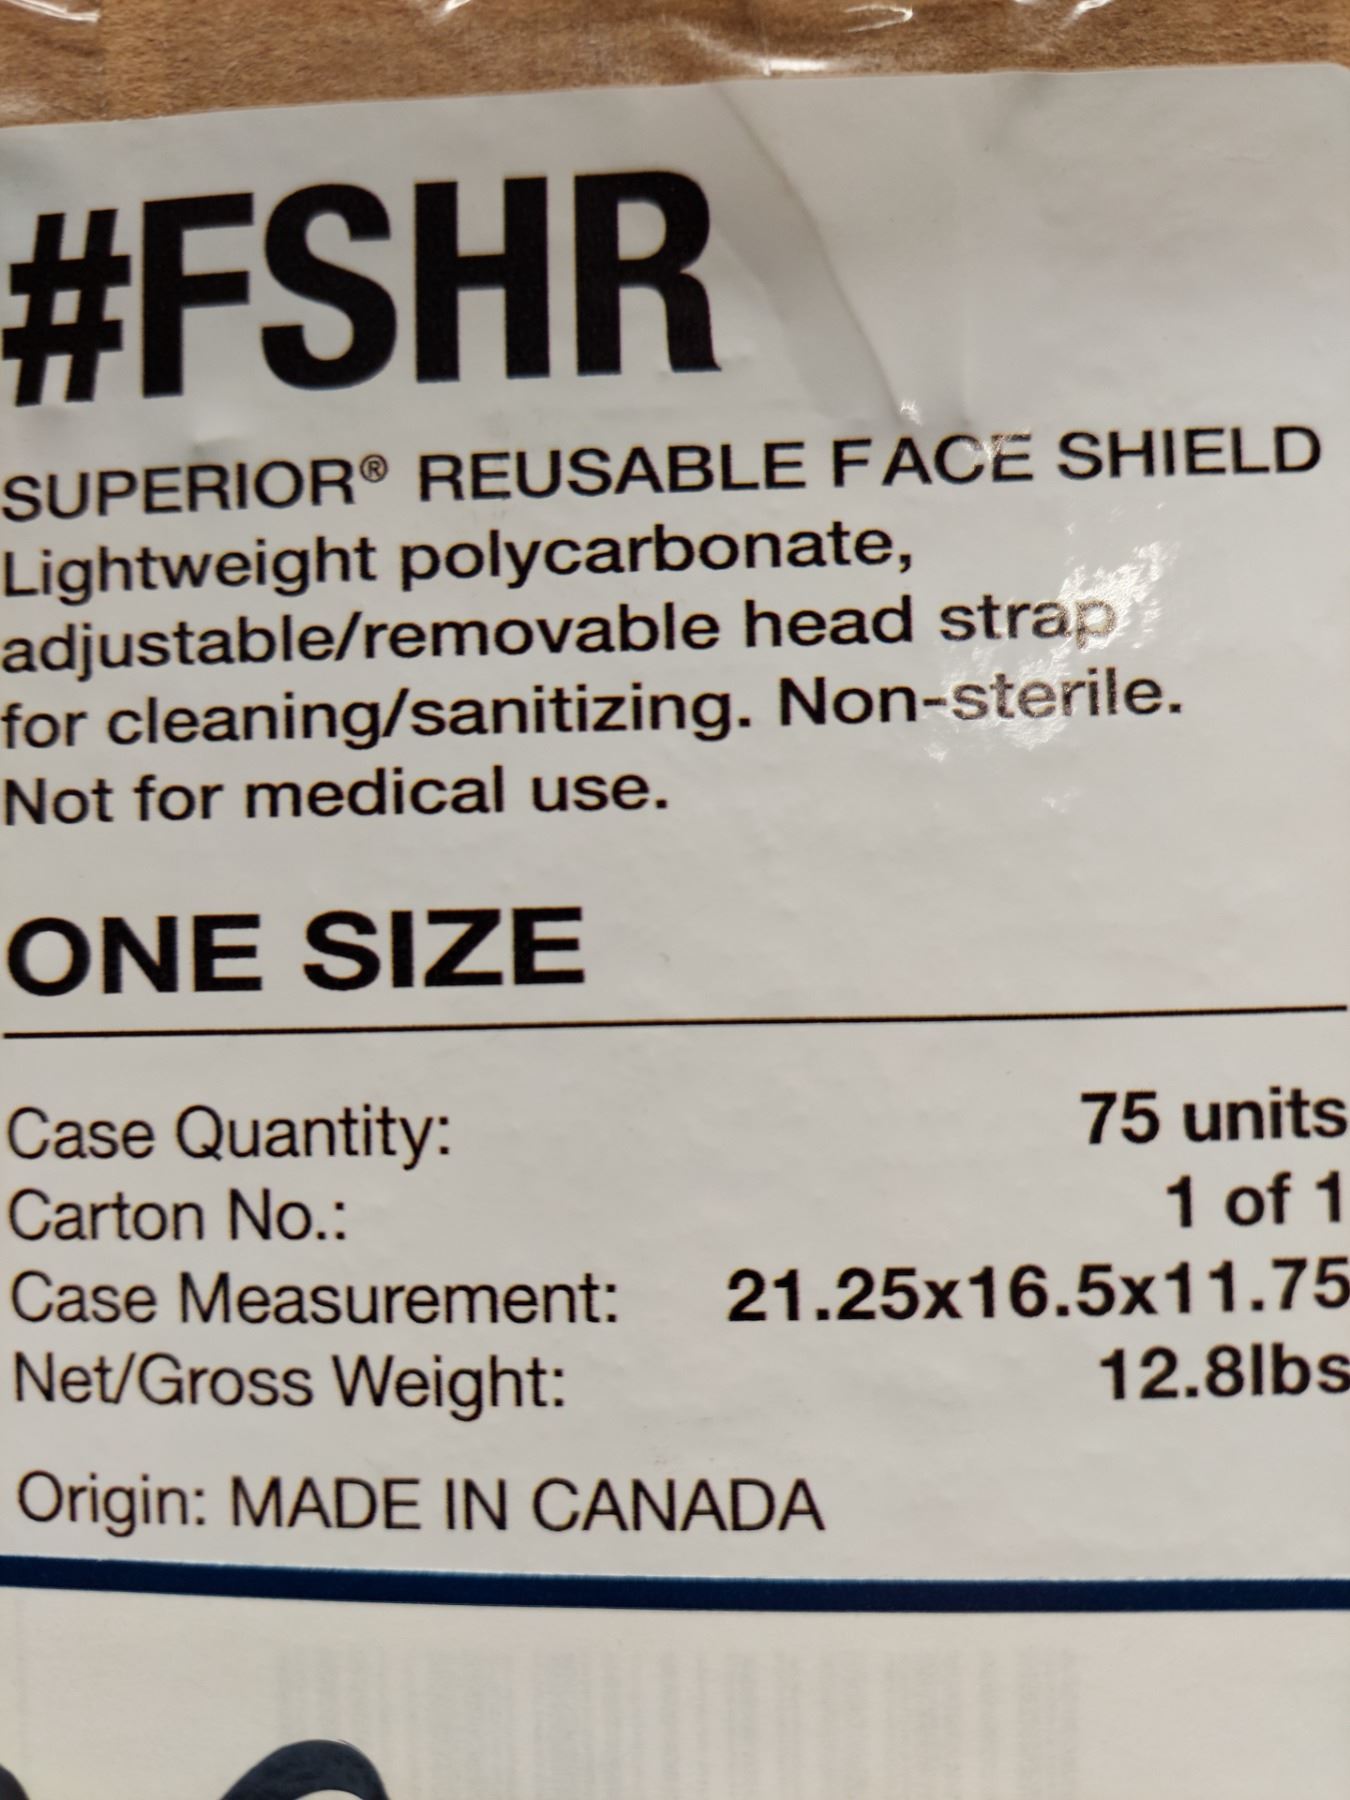 #FSHR
SUPERIOR® REUSABLE FACE SHIELD
Lightweight polycarbonate,
adjustable/removable head strap
for cleaning/sanitizing. Non-sterile.
Not for medical use.
ONE SIZE
Case Quantity: 75 units
Carton No.: 1 of 1
Case Measurement: 21.25x16.5x11.75
Net/Gross Weight: 12.8lbs
Origin: MADE IN CANADA